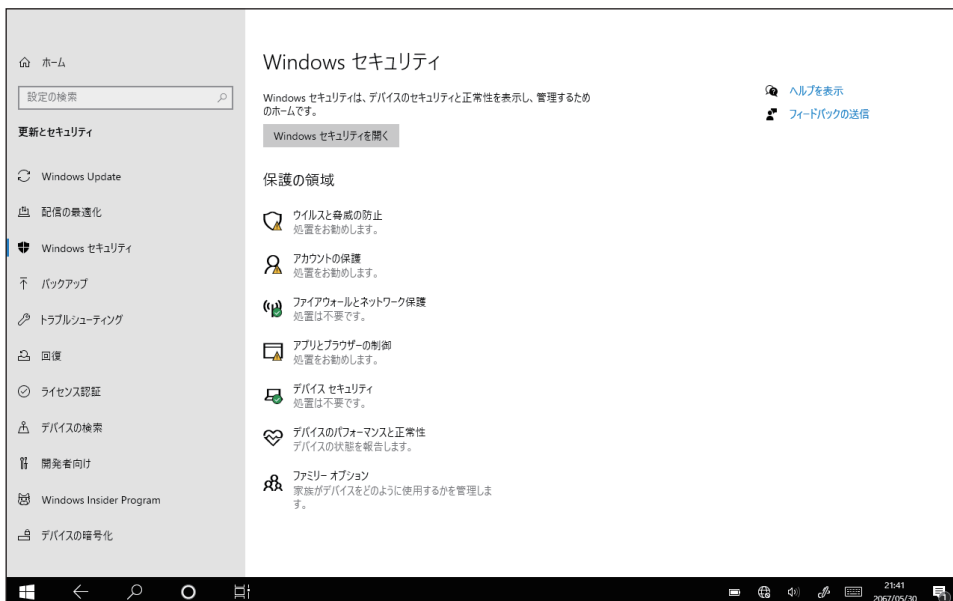 ホーム
設定の検索
更新とセキュリティ
Windows Update
配信の最適化
Windows セキュリティ
バックアップ
トラブルシューティング
回復
ライセンス認証
デバイスの検索
開発者向け
Windows Insider Program
デバイスの暗号化
Windows セキュリティ
Windows セキュリティは、デバイスのセキュリティと正常性を表示し、管理するため
のホームです。
Windows セキュリティを開く
保護の領域
ウイルスと脅威の防止
処置をお勧めします。
アカウントの保護
処置をお勧めします。
ファイアウォールとネットワーク保護
処置は不要です。
アプリとブラウザーの制御
処置をお勧めします。
デバイス セキュリティ
処置は不要です。
デバイスのパフォーマンスと正常性
デバイスの状態を報告します。
ファミリー オプション
家族がデバイスをどのように使用するかを管理しま
す。
ヘルプを表示
フィードバックの送信
21:41
2067/05/30
1